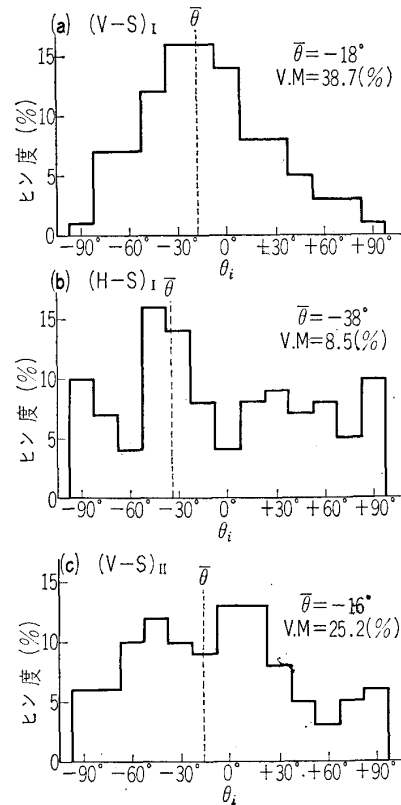 (a) (V-S)I
θ̄
θ̄=-18°
V.M=38.7(%)
ヒン度 (%)
15
10
5
0
-90° -60° -30° 0° +30° +60° +90°
θi
(b) (H-S)I
θ̄
θ̄=-38°
V.M=8.5(%)
ヒン度 (%)
15
10
5
0
-90° -60° -30° 0° +30° +60° +90°
θi
(c) (V-S)II
θ̄
θ̄=-16°
V.M=25.2(%)
ヒン度 (%)
15
10
5
0
-90° -60° -30° 0° +30° +60° +90°
θi